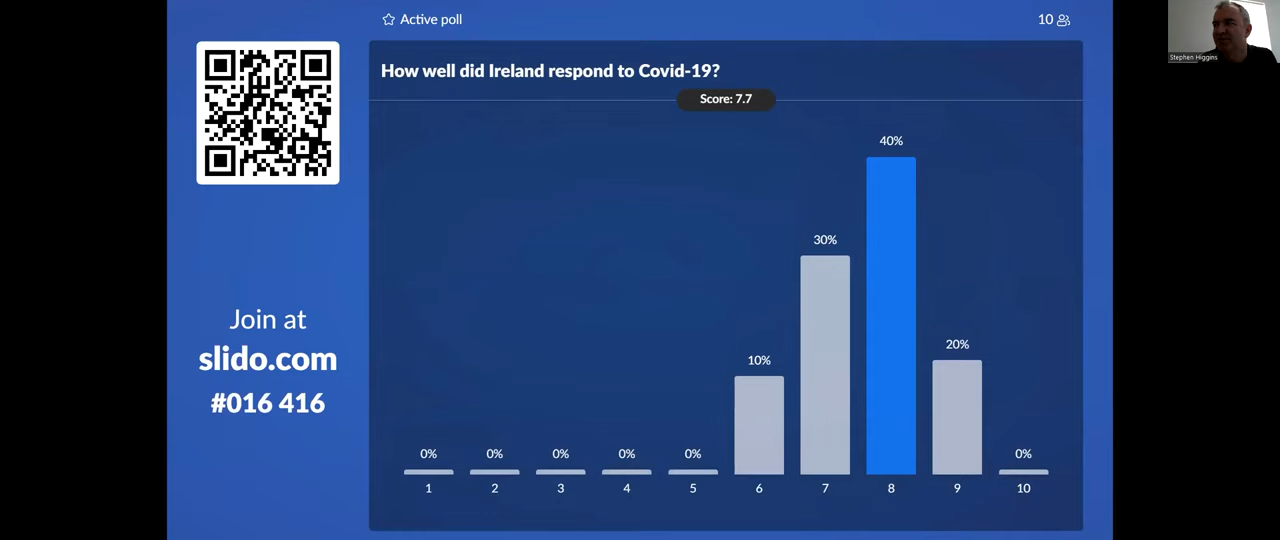 Active poll
10
Stephen Higgins
How well did Ireland respond to Covid-19?
Score: 7.7
Join at
slido.com
#016 416
0% 0% 0% 0% 0% 10% 30% 40% 20% 0%
1 2 3 4 5 6 7 8 9 10